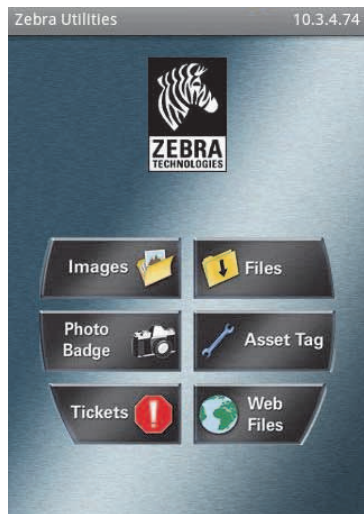 Zebra Utilities 10.3.4.74
ZEBRA
TECHNOLOGIES
Images
Files
Photo
Badge
Asset Tag
Tickets
Web
Files